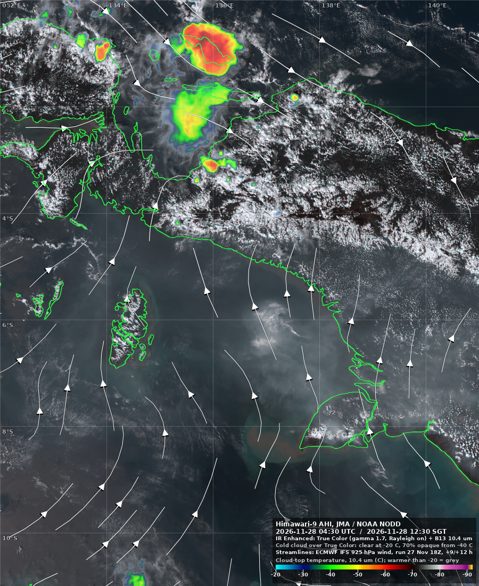 0 S2°E
134°E
136°E
138°E
140°E
4°S
6°S
8°S
10°S
Himawari-9 AHI, JMA / NOAA NODD
2026-11-28 04:30 UTC / 2026-11-28 12:30 SGT
IR Enhanced: True Color (gamma 1.7, Rayleigh on) + B13 10.4 um
Cold cloud over True Color: clear at -20 C, 70% opaque from -40 C
Streamlines: ECMWF IFS 925 hPa wind, run 27 Nov 18Z, +9/+12 h
Cloud-top temperature, 10.4 um (C); warmer than -20 = grey
-20 -30 -40 -50 -60 -70 -80 -90